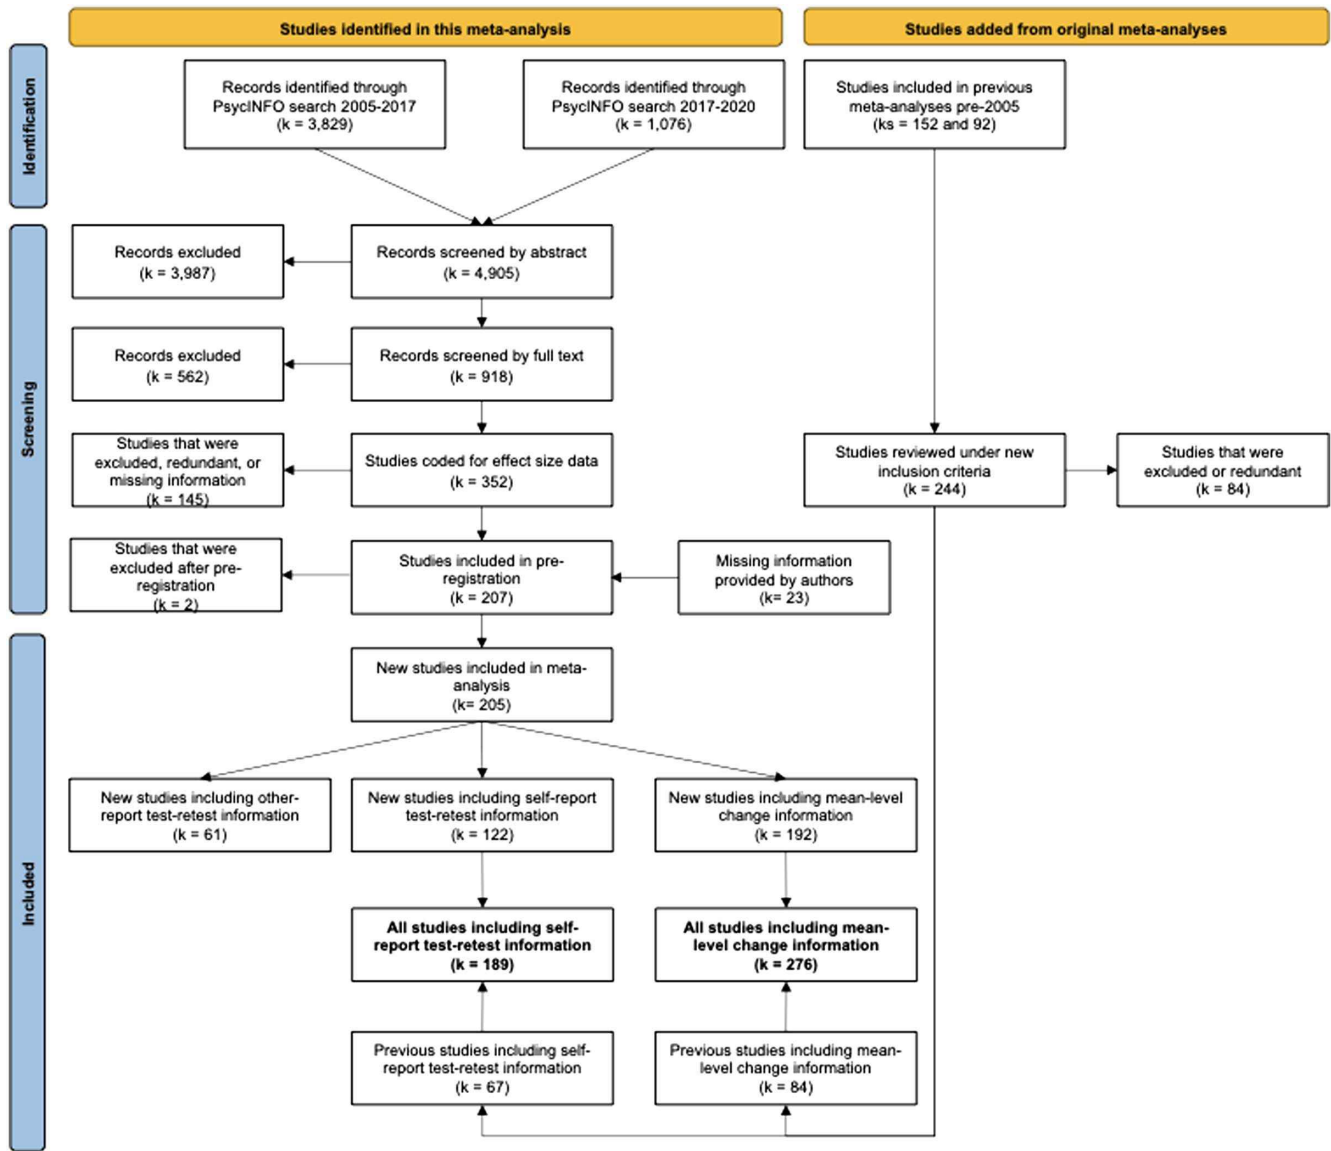 Studies identified in this meta-analysis
Studies added from original meta-analyses
Identification
Records identified through
PsycINFO search 2005-2017
(k = 3,829)
Records identified through
PsycINFO search 2017-2020
(k = 1,076)
Studies included in previous
meta-analyses pre-2005
(ks = 152 and 92)
Screening
Records excluded
(k = 3,987)
Records screened by abstract
(k = 4,905)
Records excluded
(k = 562)
Records screened by full text
(k = 918)
Studies that were
excluded, redundant, or
missing information
(k = 145)
Studies coded for effect size data
(k = 352)
Studies reviewed under new
inclusion criteria
(k = 244)
Studies that were
excluded or redundant
(k = 84)
Studies that were
excluded after pre-
registration
(k = 2)
Studies included in pre-
registration
(k = 207)
Missing information
provided by authors
(k= 23)
Included
New studies included in meta-
analysis
(k= 205)
New studies including other-
report test-retest information
(k = 61)
New studies including self-report
test-retest information
(k = 122)
New studies including mean-level
change information
(k = 192)
All studies including self-
report test-retest information
(k = 189)
All studies including mean-
level change information
(k = 276)
Previous studies including self-
report test-retest information
(k = 67)
Previous studies including mean-
level change information
(k = 84)